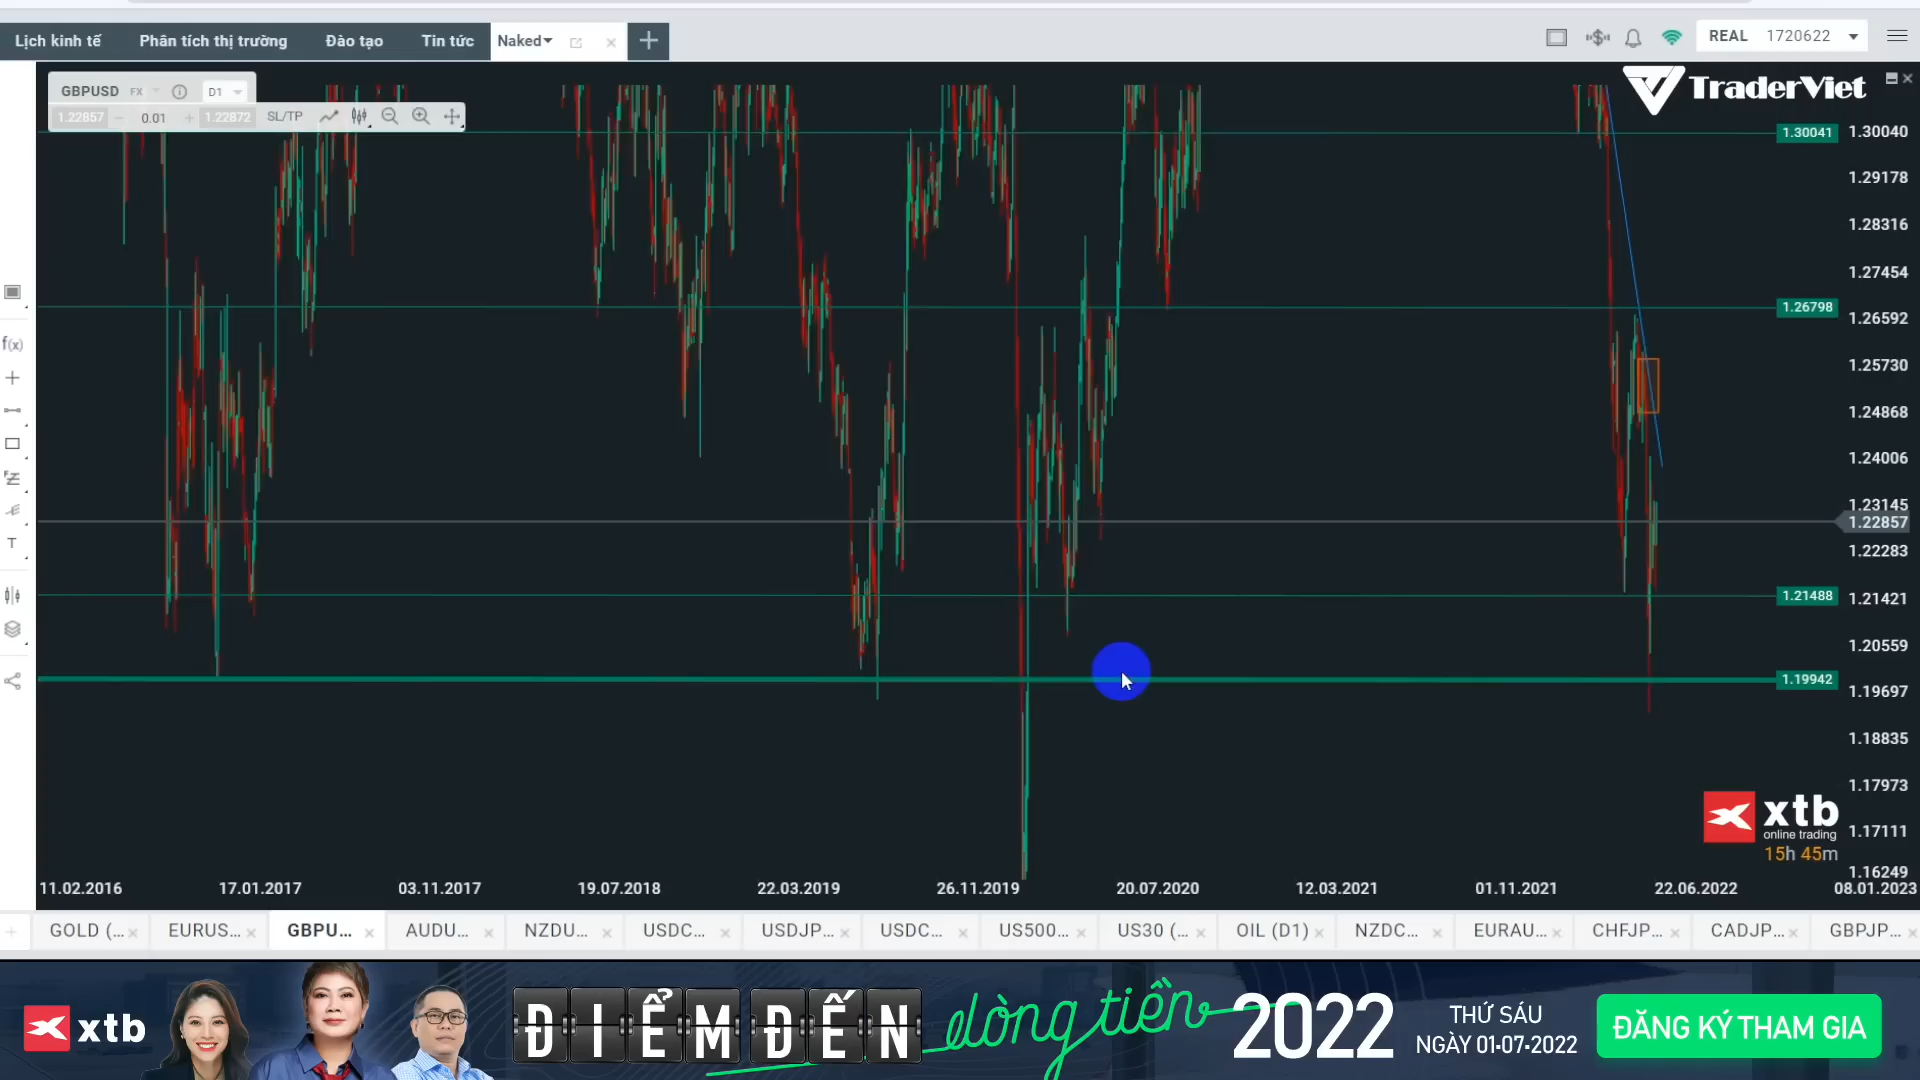 Lịch kinh tế Phân tích thị trường Đào tạo Tin tức Naked
REAL 1720622
GBPUSD FX D1
1.22857 0.01 1.22872 SL/TP
TraderViet
1.30041 1.30040
1.29178
1.28316
1.27454
1.26798
1.26592
1.25730
1.24868
1.24006
1.23145
1.22857
1.22283
1.21488
1.21421
1.20559
1.19942
1.19697
1.18835
1.17973
1.17111
1.16249
f(x)
T
xtb
online trading
15h 45m
11.02.2016 17.01.2017 03.11.2017 19.07.2018 22.03.2019 26.11.2019 20.07.2020 12.03.2021 01.11.2021 22.06.2022 08.01.2023
GOLD (... EURUS... GBPU... AUDU... NZDU... USDC... USDJP... USDC... US500... US30 (... OIL (D1) NZDC... EURAU... CHFJP... CADJP... GBPJP...
xtb
ĐIỂM ĐẾN dòng tiền 2022
THỨ SÁU
NGÀY 01-07-2022
ĐĂNG KÝ THAM GIA